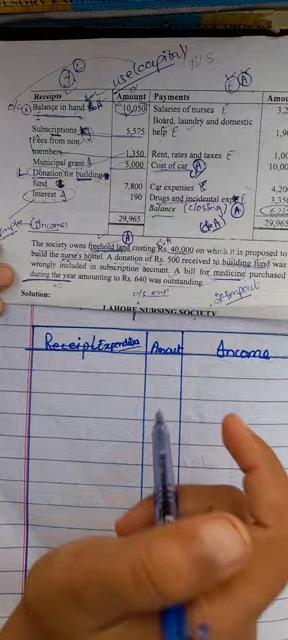 use(capital) B/S
Receipts Amount Payments Amou
Balance in hand 10,050 Salaries of nurses E 3,2
Board, laundry and domestic
Subscriptions 5,575 help E 1,9
Fees from non
members 1,350 Rent, rates and taxes E 1,00
Municipal grant 5,000 Cost of car A 10,00
L Donation for building
fund 7,800 Car expenses E 4,20
Interest 190 Drugs and incidental exp E 3,35
Balance (closing) A
29,965 29,965
(Income)
The society owns freehold land costing Rs. 40,000 on which it is proposed to
build the nurse's hostel. A donation of Rs. 500 received to building fund was
wrongly included in subscription account. A bill for medicine purchased
during the year amounting to Rs. 640 was outstanding.
o/s exp
Solution:
LAHORE NURSING SOCIETY
Receipt Expenditure Amount Income